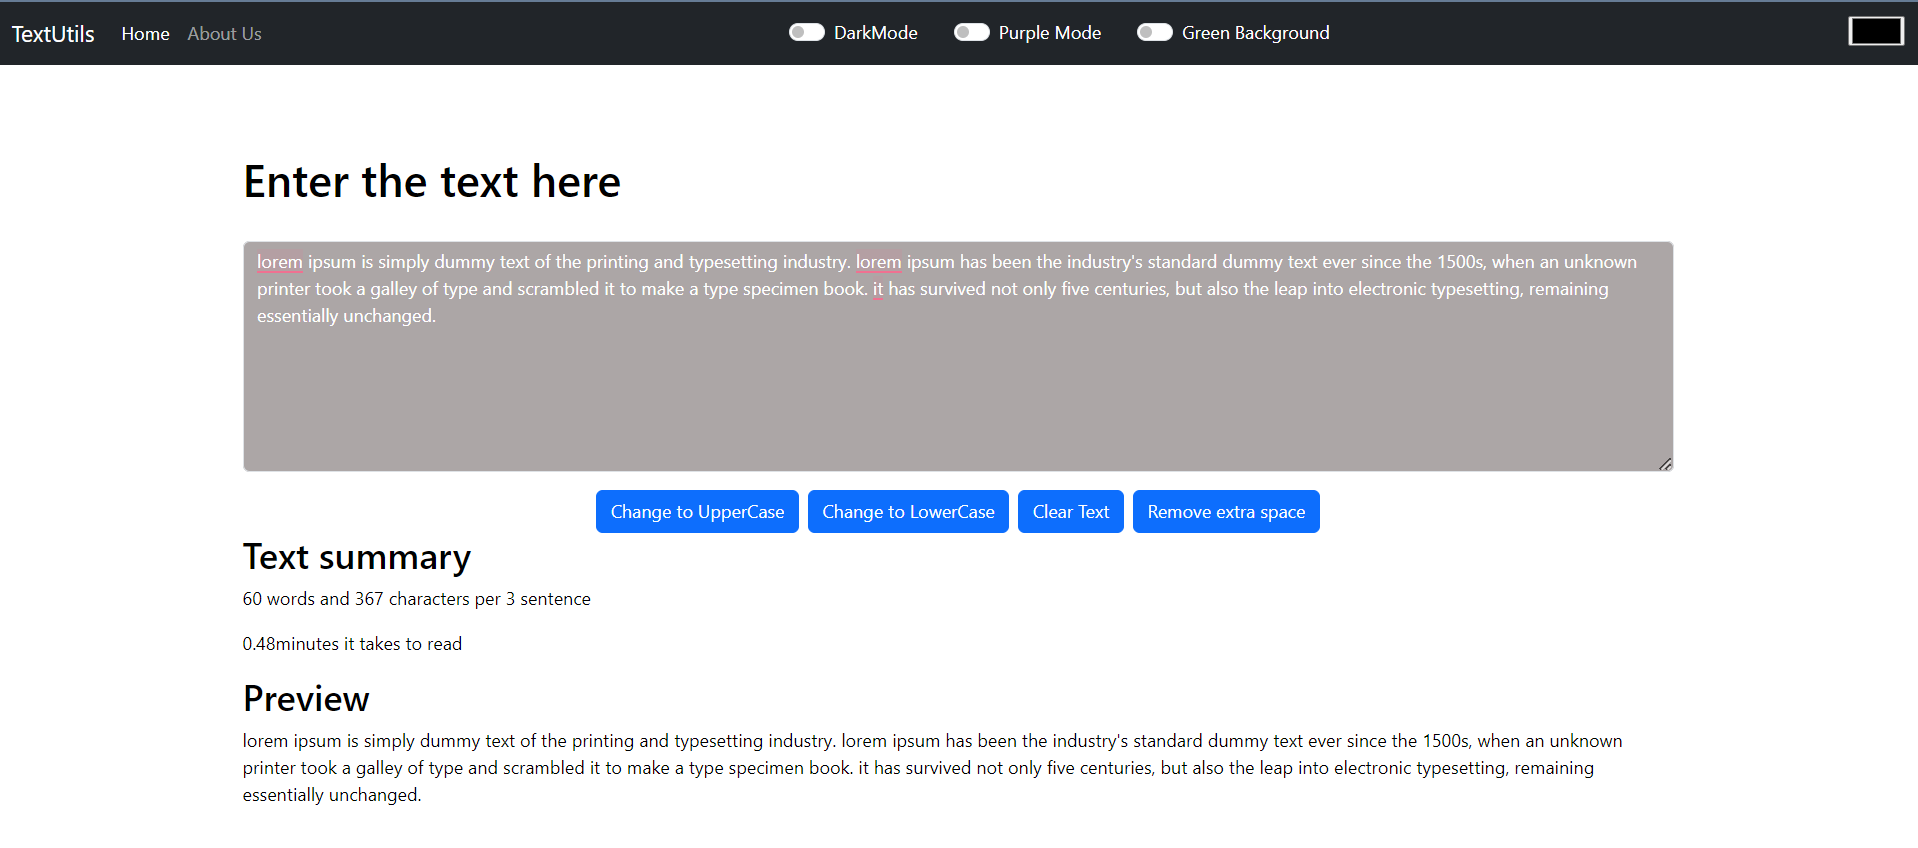 TextUtils Home About Us DarkMode Purple Mode Green Background
Enter the text here
lorem ipsum is simply dummy text of the printing and typesetting industry. lorem ipsum has been the industry's standard dummy text ever since the 1500s, when an unknown
printer took a galley of type and scrambled it to make a type specimen book. it has survived not only five centuries, but also the leap into electronic typesetting, remaining
essentially unchanged.
Change to UpperCase Change to LowerCase Clear Text Remove extra space
Text summary
60 words and 367 characters per 3 sentence
0.48minutes it takes to read
Preview
lorem ipsum is simply dummy text of the printing and typesetting industry. lorem ipsum has been the industry's standard dummy text ever since the 1500s, when an unknown
printer took a galley of type and scrambled it to make a type specimen book. it has survived not only five centuries, but also the leap into electronic typesetting, remaining
essentially unchanged.